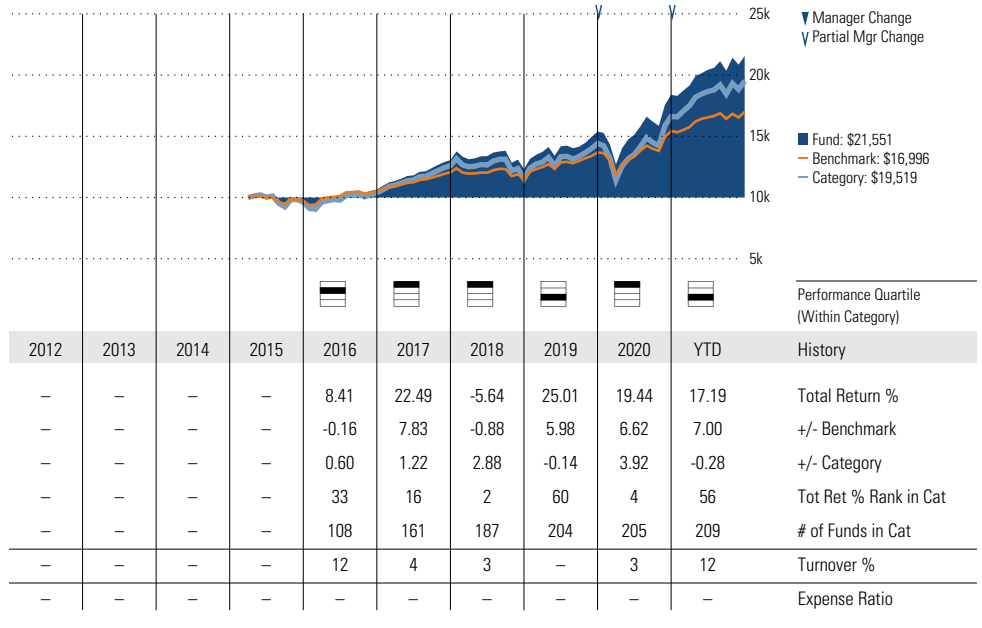 25k
20k
15k
10k
5k
Manager Change
Partial Mgr Change
Fund: $21,551
Benchmark: $16,996
Category: $19,519
Performance Quartile
(Within Category)
2012 2013 2014 2015 2016 2017 2018 2019 2020 YTD History
– – – – 8.41 22.49 -5.64 25.01 19.44 17.19 Total Return %
– – – – -0.16 7.83 -0.88 5.98 6.62 7.00 +/- Benchmark
– – – – 0.60 1.22 2.88 -0.14 3.92 -0.28 +/- Category
– – – – 33 16 2 60 4 56 Tot Ret % Rank in Cat
– – – – 108 161 187 204 205 209 # of Funds in Cat
– – – – 12 4 3 – 3 12 Turnover %
– – – – – – – – – – Expense Ratio